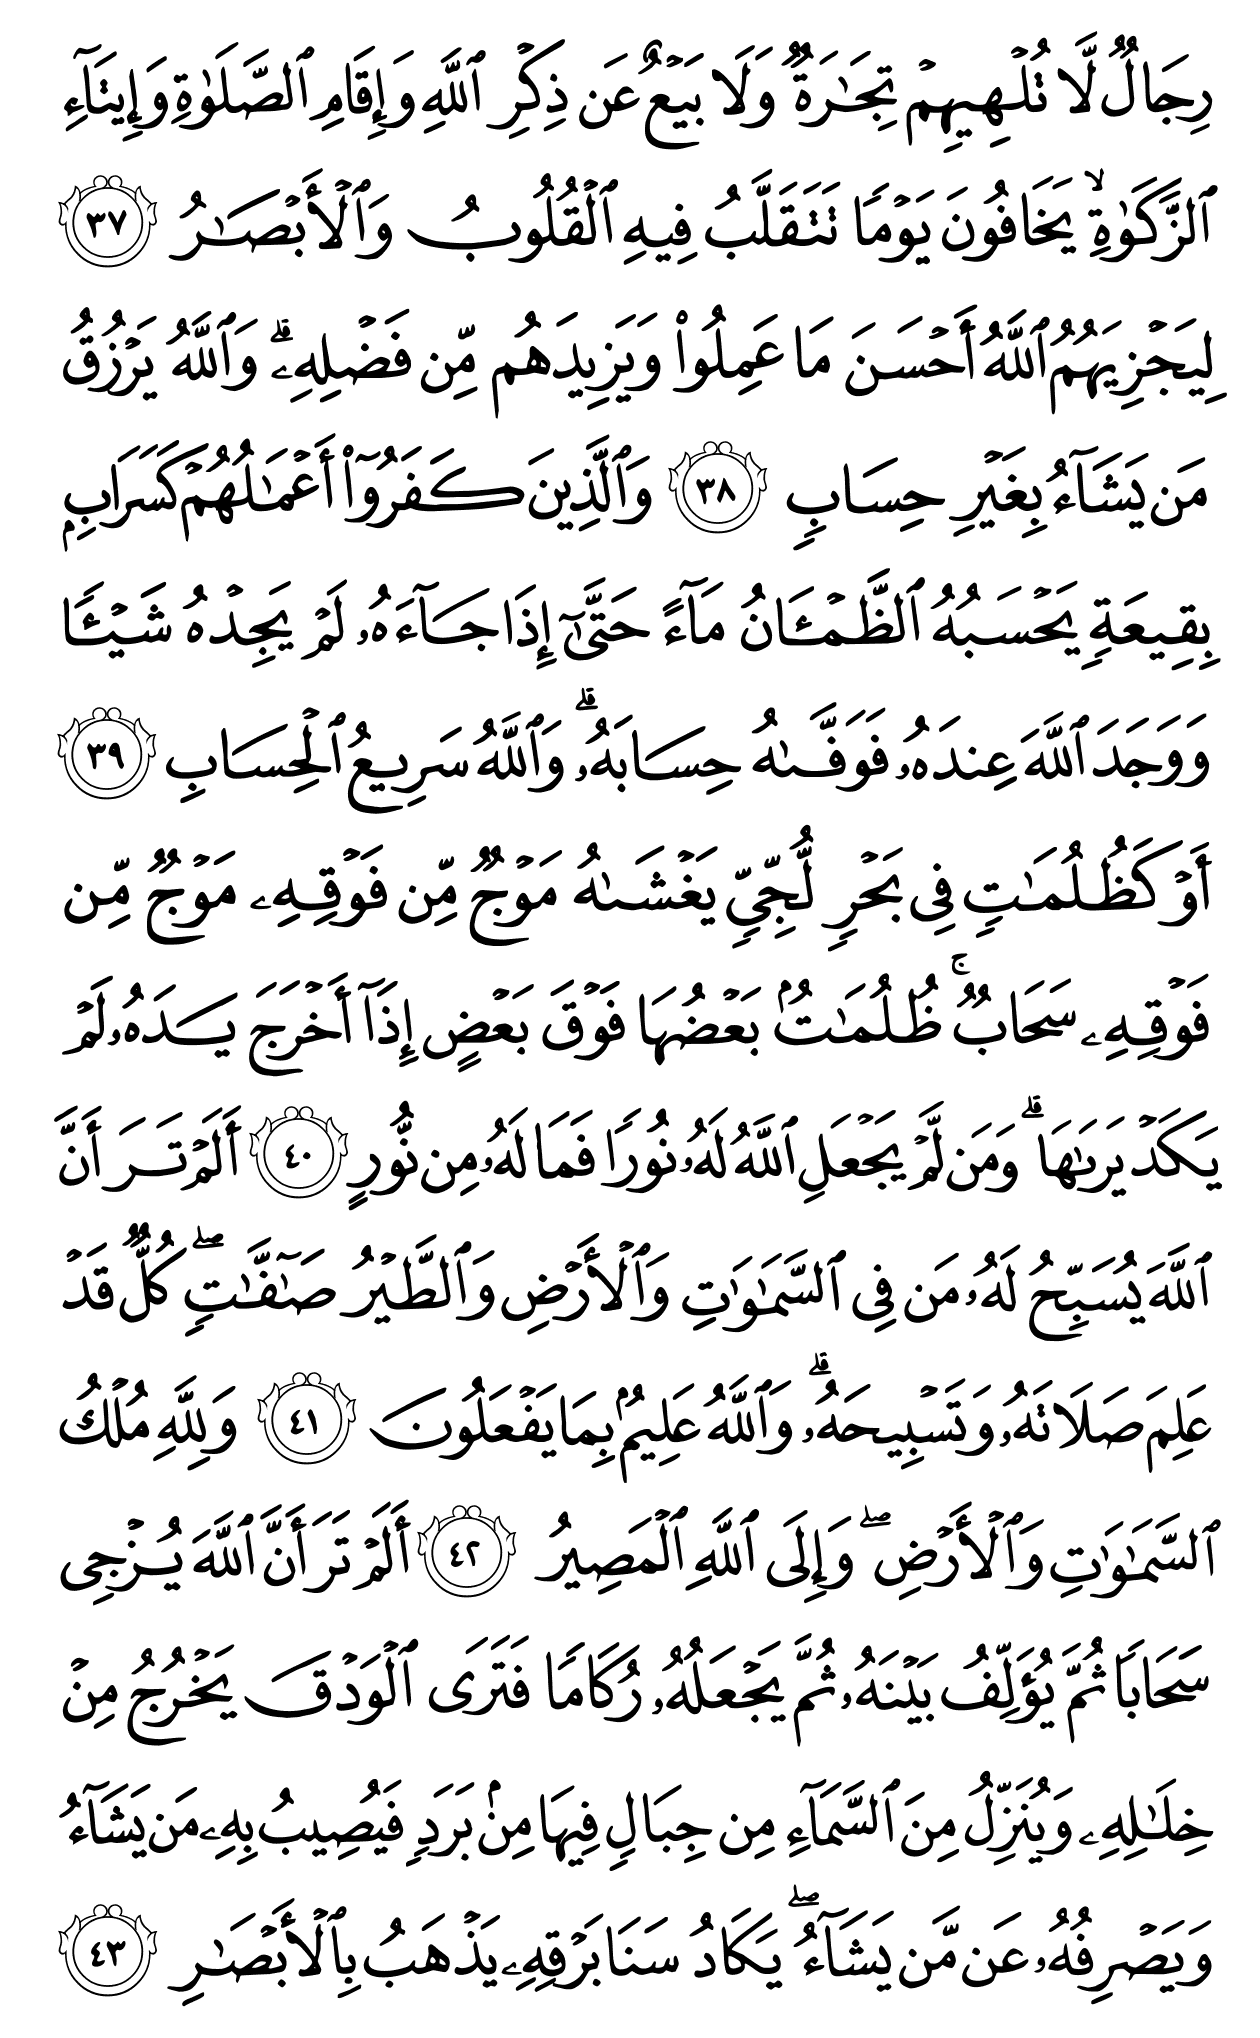 رِجَالٌ لَّا تُلْهِيهِمْ تِجَٰرَةٌ وَلَا بَيْعٌ عَن ذِكْرِ ٱللَّهِ وَإِقَامِ ٱلصَّلَوٰةِ وَإِيتَآءِ
ٱلزَّكَوٰةِ ۙ يَخَافُونَ يَوْمًا تَتَقَلَّبُ فِيهِ ٱلْقُلُوبُ وَٱلْأَبْصَٰرُ ٣٧
لِيَجْزِيَهُمُ ٱللَّهُ أَحْسَنَ مَا عَمِلُوا۟ وَيَزِيدَهُم مِّن فَضْلِهِۦ ۗ وَٱللَّهُ يَرْزُقُ
مَن يَشَآءُ بِغَيْرِ حِسَابٍ ٣٨ وَٱلَّذِينَ كَفَرُوٓا۟ أَعْمَٰلُهُمْ كَسَرَابٍۭ
بِقِيعَةٍ يَحْسَبُهُ ٱلظَّمْـَٔانُ مَآءً حَتَّىٰٓ إِذَا جَآءَهُۥ لَمْ يَجِدْهُ شَيْـًٔا
وَوَجَدَ ٱللَّهَ عِندَهُۥ فَوَفَّىٰهُ حِسَابَهُۥ ۗ وَٱللَّهُ سَرِيعُ ٱلْحِسَابِ ٣٩
أَوْ كَظُلُمَٰتٍ فِى بَحْرٍ لُّجِّىٍّ يَغْشَىٰهُ مَوْجٌ مِّن فَوْقِهِۦ مَوْجٌ مِّن
فَوْقِهِۦ سَحَابٌ ۚ ظُلُمَٰتٌۢ بَعْضُهَا فَوْقَ بَعْضٍ إِذَآ أَخْرَجَ يَدَهُۥ لَمْ
يَكَدْ يَرَىٰهَا ۗ وَمَن لَّمْ يَجْعَلِ ٱللَّهُ لَهُۥ نُورًا فَمَا لَهُۥ مِن نُّورٍ ٤٠ أَلَمْ تَرَ أَنَّ
ٱللَّهَ يُسَبِّحُ لَهُۥ مَن فِى ٱلسَّمَٰوَٰتِ وَٱلْأَرْضِ وَٱلطَّيْرُ صَٰٓفَّٰتٍ ۖ كُلٌّ قَدْ
عَلِمَ صَلَاتَهُۥ وَتَسْبِيحَهُۥ ۗ وَٱللَّهُ عَلِيمٌۢ بِمَا يَفْعَلُونَ ٤١ وَلِلَّهِ مُلْكُ
ٱلسَّمَٰوَٰتِ وَٱلْأَرْضِ ۖ وَإِلَى ٱللَّهِ ٱلْمَصِيرُ ٤٢ أَلَمْ تَرَ أَنَّ ٱللَّهَ يُزْجِى
سَحَابًا ثُمَّ يُؤَلِّفُ بَيْنَهُۥ ثُمَّ يَجْعَلُهُۥ رُكَامًا فَتَرَى ٱلْوَدْقَ يَخْرُجُ مِنْ
خِلَٰلِهِۦ وَيُنَزِّلُ مِنَ ٱلسَّمَآءِ مِن جِبَالٍ فِيهَا مِنۢ بَرَدٍ فَيُصِيبُ بِهِۦ مَن يَشَآءُ
وَيَصْرِفُهُۥ عَن مَّن يَشَآءُ ۖ يَكَادُ سَنَا بَرْقِهِۦ يَذْهَبُ بِٱلْأَبْصَٰرِ ٤٣